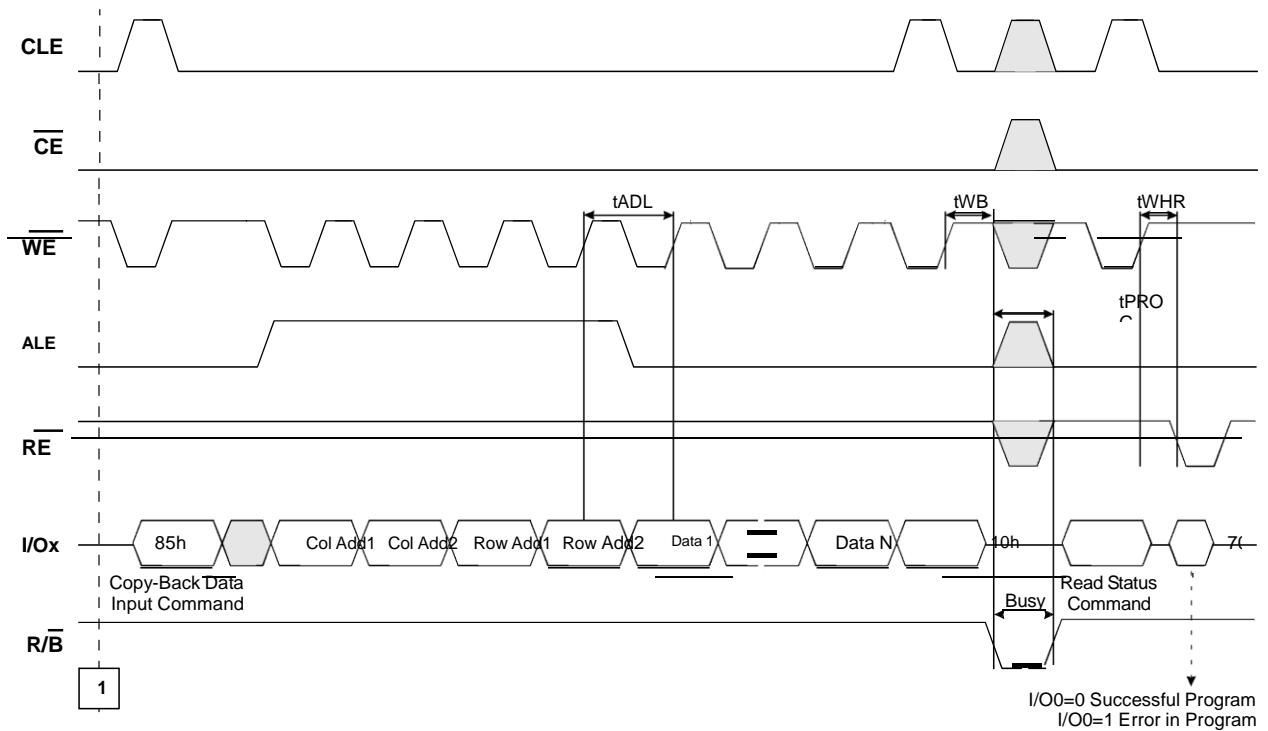 CLE
CE
tADL
tWB
tWHR
WE
tPRO
ALE
RE
I/Ox
85h
Col Add1
Col Add2
Row Add1
Row Add2
Data 1
Data N
10h
Copy-Back Data
Input Command
Busy
Read Status
Command
R/B
1
I/O0=0 Successful Program
I/O0=1 Error in Program